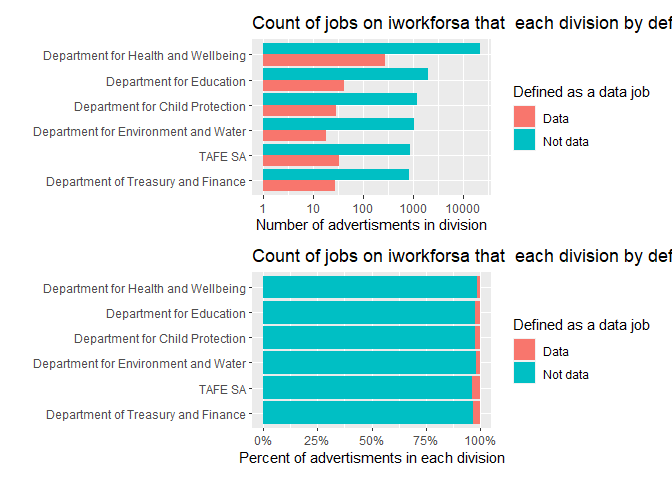 Count of jobs on iworkforsa that  each division by def
Department for Health and Wellbeing
Department for Education
Department for Child Protection
Department for Environment and Water
TAFE SA
Department of Treasury and Finance
1 10 100 1000 10000
Number of advertisments in division
Defined as a data job
Data
Not data
Count of jobs on iworkforsa that  each division by def
Department for Health and Wellbeing
Department for Education
Department for Child Protection
Department for Environment and Water
TAFE SA
Department of Treasury and Finance
0% 25% 50% 75% 100%
Percent of advertisments in each division
Defined as a data job
Data
Not data